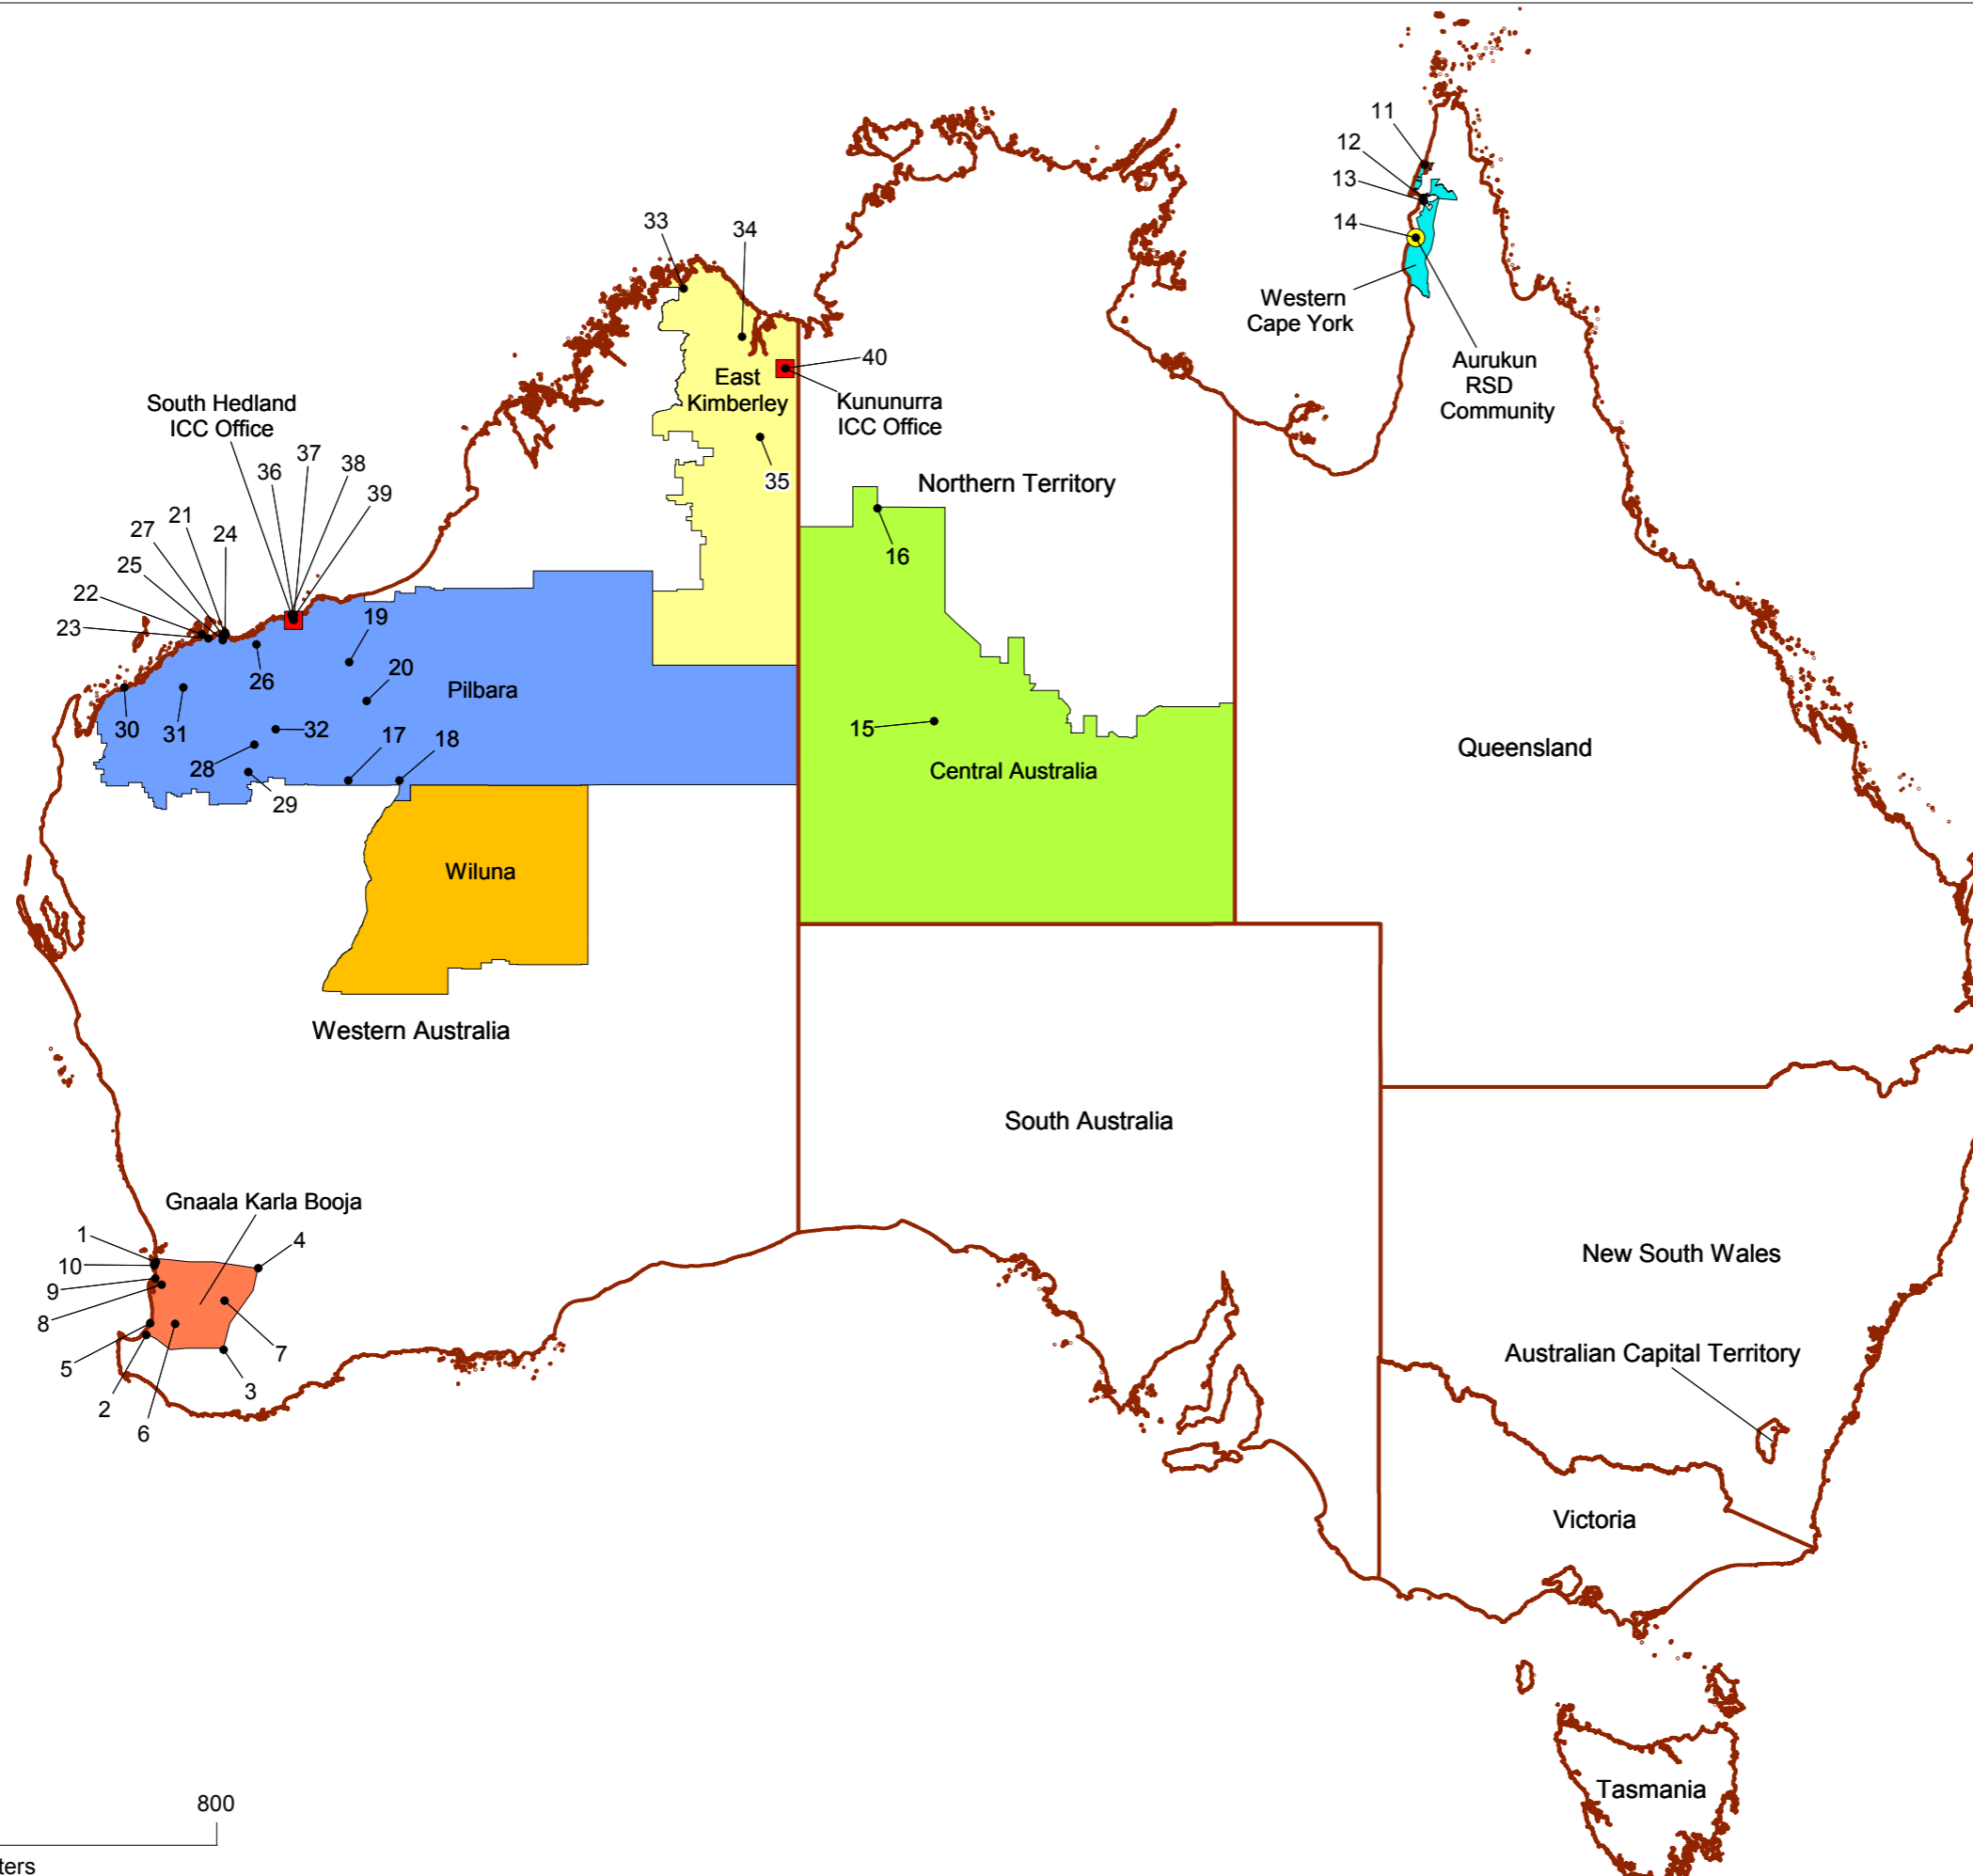 11
12
13
14
33
34
Western
Cape York
40
East
Kimberley
Kununurra
ICC Office
Aurukun
RSD
Community
South Hedland
ICC Office
37
36
38
39
35
Northern Territory
21
27
24
25
22
23
16
19
20
26
Pilbara
30
31
32
17
18
15
28
29
Central Australia
Queensland
Wiluna
Western Australia
South Australia
Gnaala Karla Booja
1
4
10
9
8
5
7
3
2
6
New South Wales
Australian Capital Territory
Victoria
Tasmania
800
ters